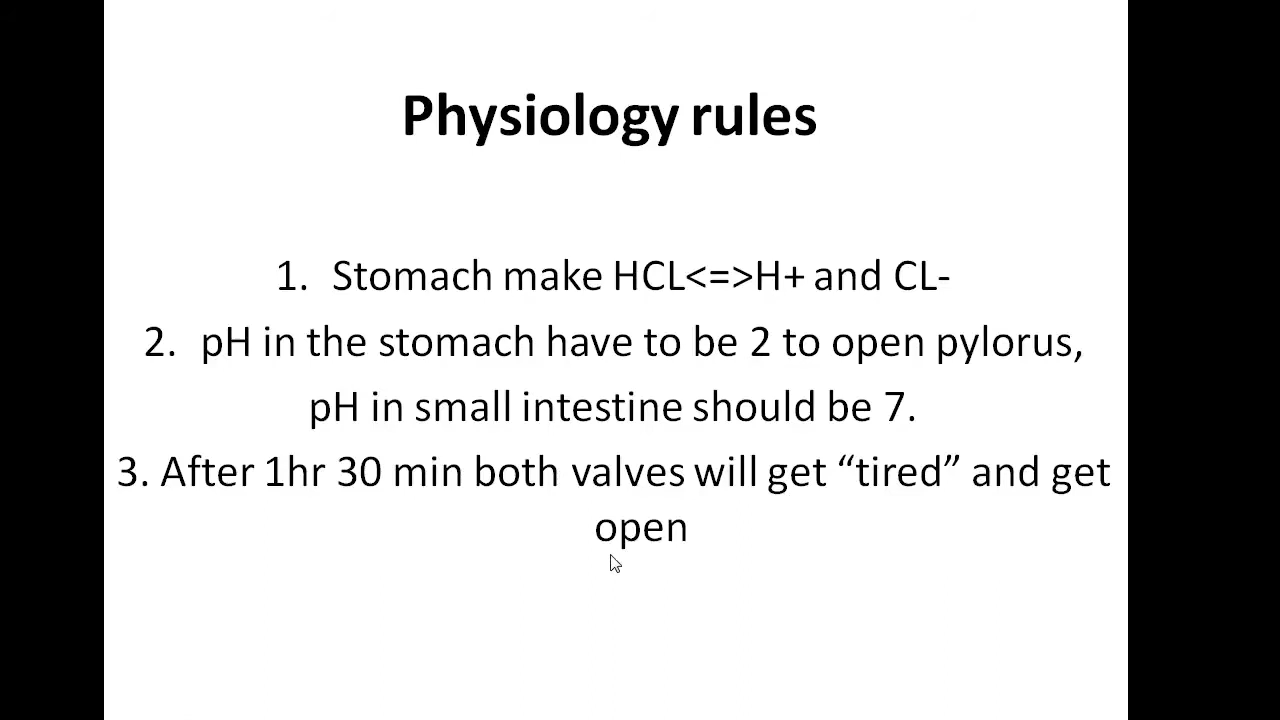 Physiology rules
1. Stomach make HCL<=>H+ and CL-
2. pH in the stomach have to be 2 to open pylorus,
pH in small intestine should be 7.
3. After 1hr 30 min both valves will get “tired” and get
open